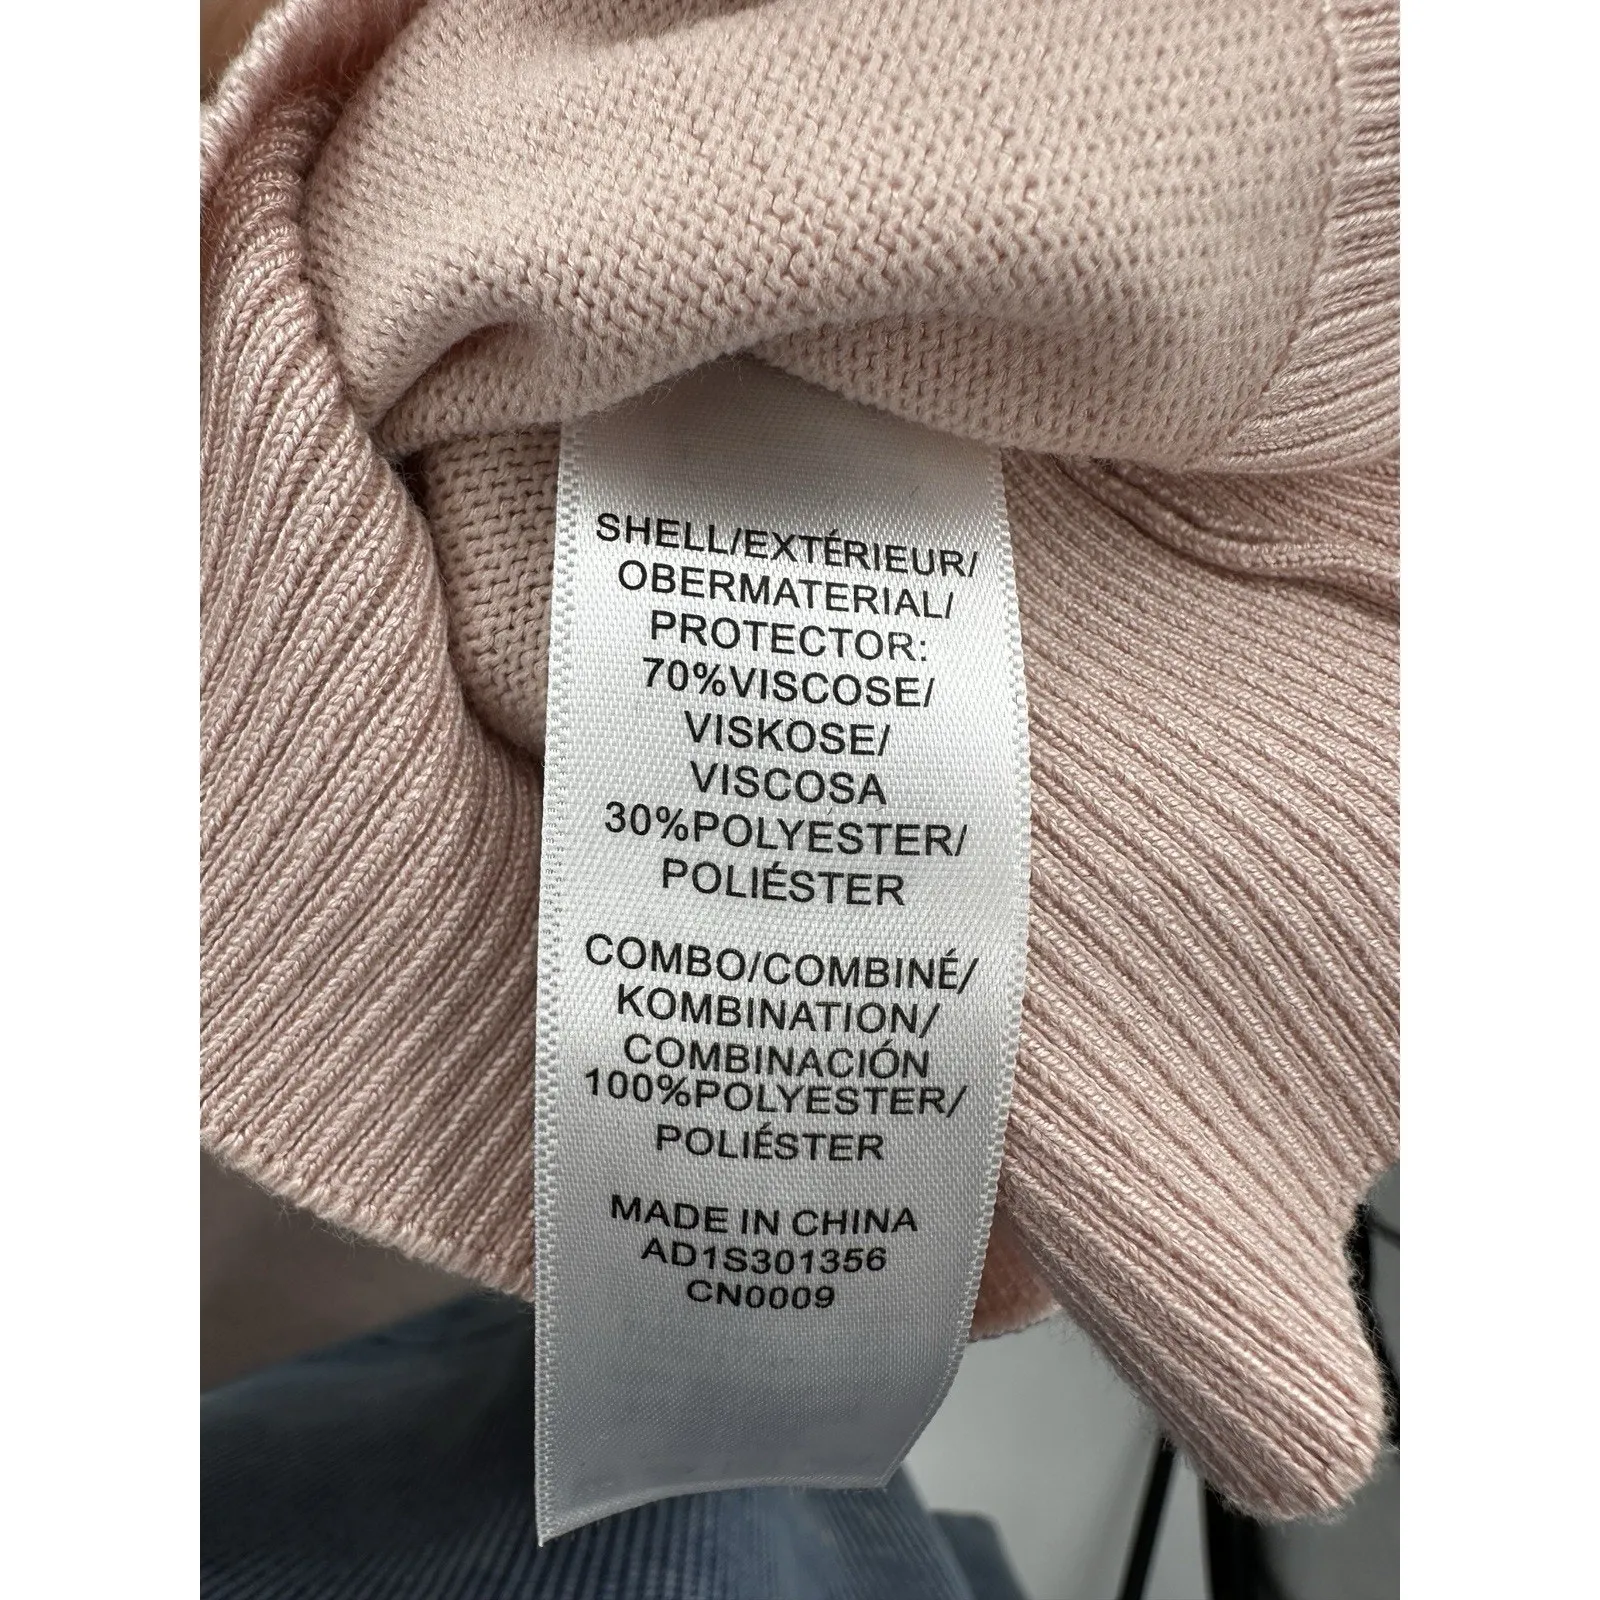 SHELL/EXTÉRIEUR/
OBERMATERIAL/
PROTECTOR:
70%VISCOSE/
VISKOSE/
VISCOSA
30%POLYESTER/
POLIÉSTER
COMBO/COMBINÉ/
KOMBINATION/
COMBINACIÓN
100%POLYESTER/
POLIÉSTER
MADE IN CHINA
AD1S301356
CN0009